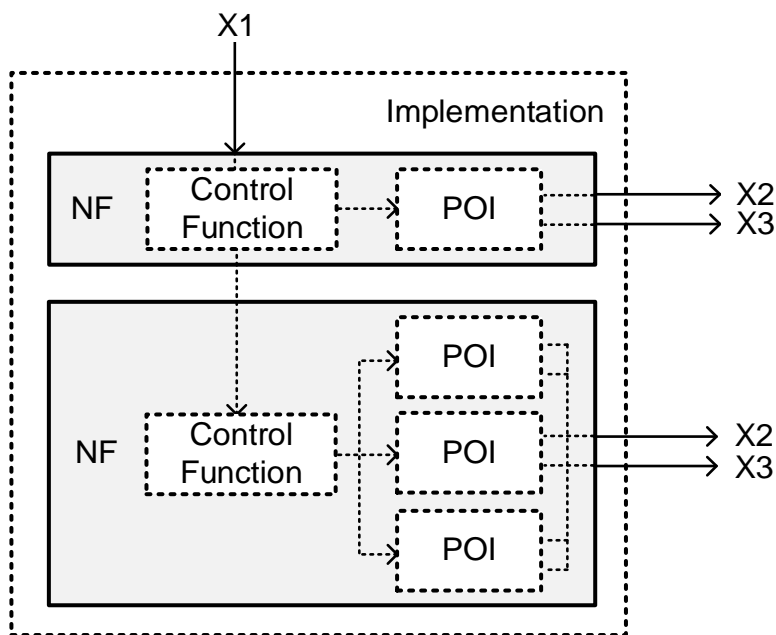 X1
Implementation
NF
Control
Function
POI
X2
X3
POI
NF
Control
Function
POI
X2
X3
POI